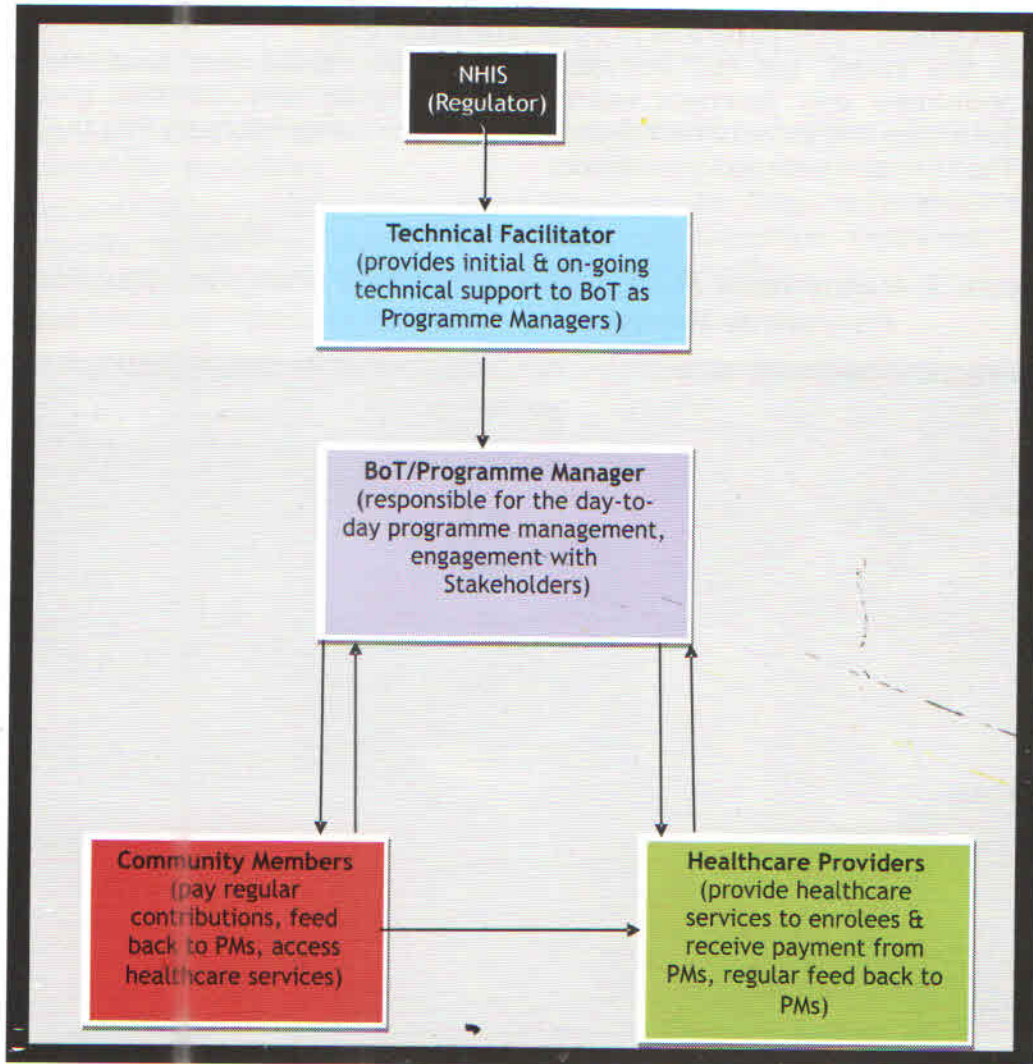 NHIS
(Regulator)
)
Technical Facilitator
(provides initial & on-going
technical support to BoT as
Programme Managers )
BoT/Programme Manager
(responsible for the day-to-
day programme management,
engagement with
Stakeholders)
Community Members
(pay regular
contributions, feed
back to PMs, access
healthcare services)
Healthcare Providers
(provide healthcare
services to enrolees &
receive payment from
PMs, regular feed back to
PMs)